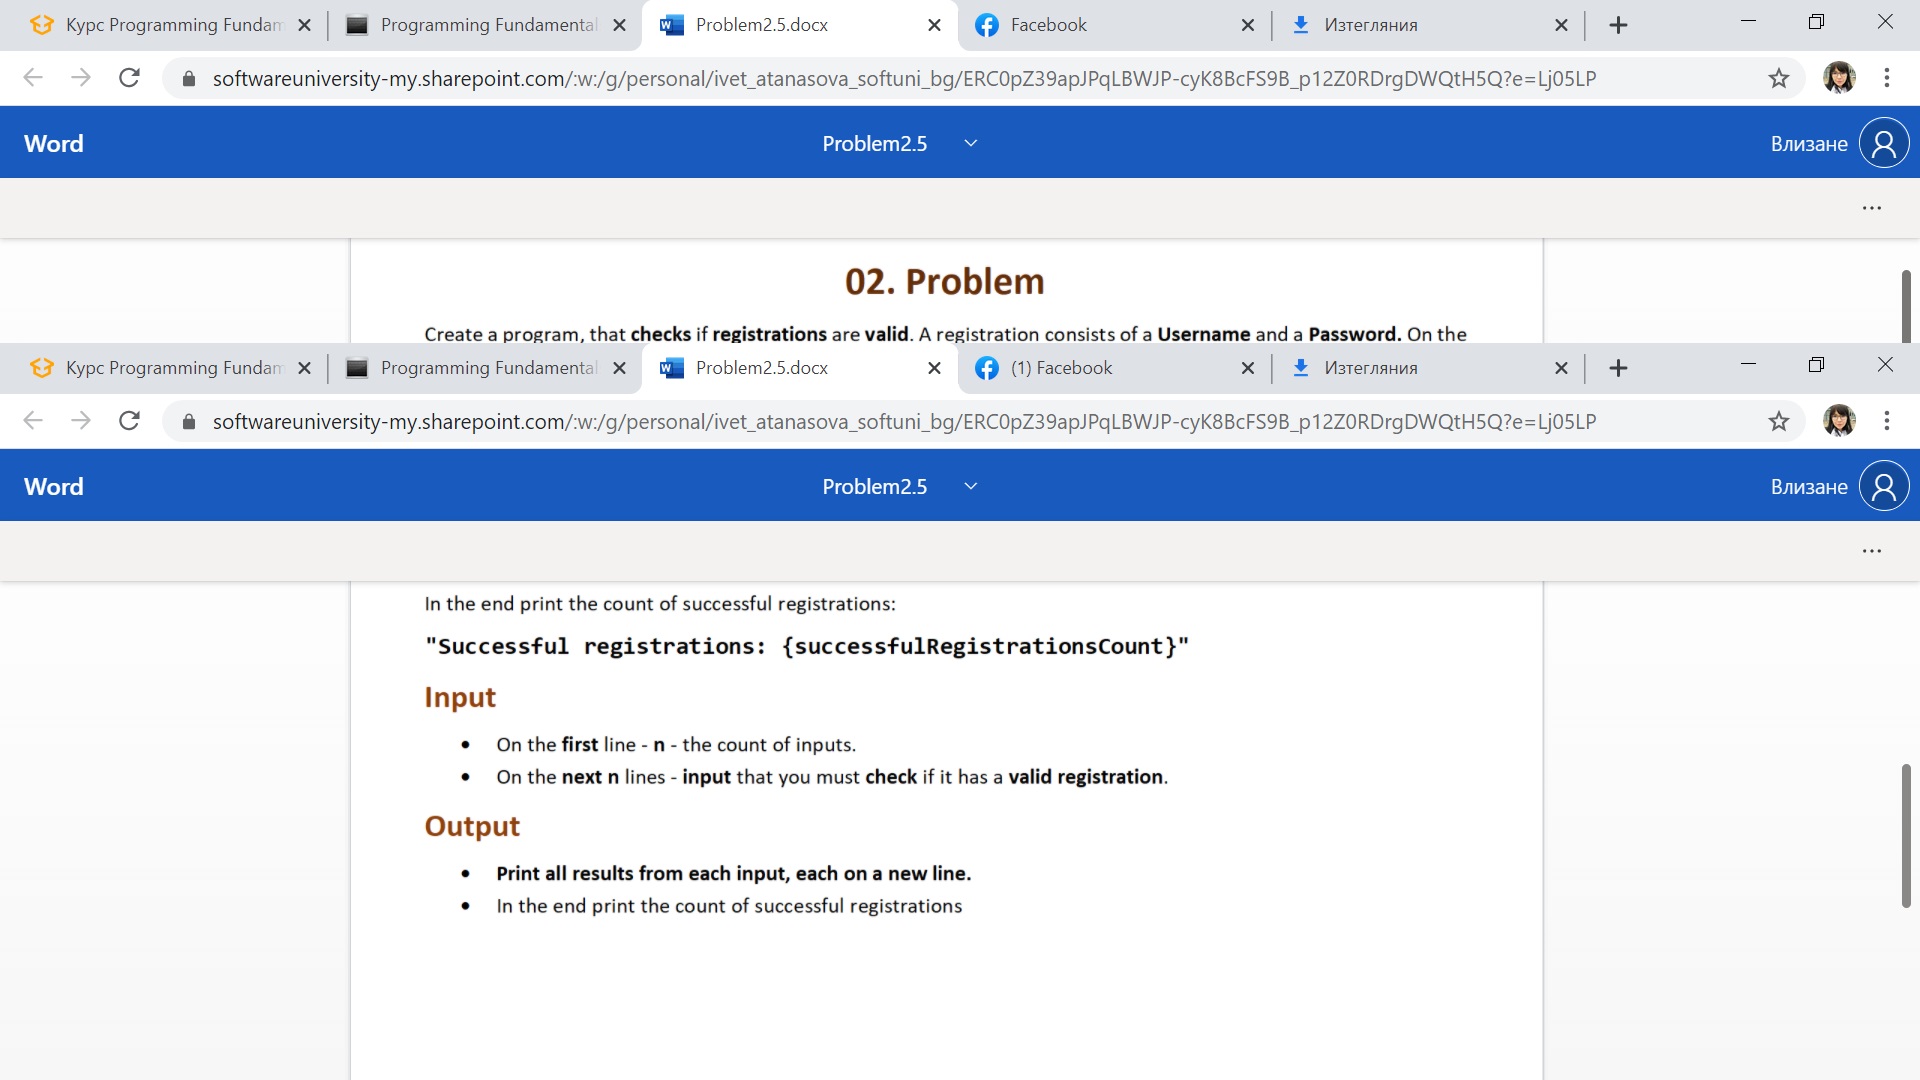 Курс Programming Fundam
Programming Fundamental
Problem2.5.docx
Facebook
Изтегляния
softwareuniversity-my.sharepoint.com/:w:/g/personal/ivet_atanasova_softuni_bg/ERC0pZ39apJPqLBWJP-cyK8BcFS9B_p12Z0RDrgDWQtH5Q?e=Lj05LP
Word
Problem2.5
Влизане
02. Problem
Create a program, that checks if registrations are valid. A registration consists of a Username and a Password. On the
Курс Programming Fundam
Programming Fundamental
Problem2.5.docx
(1) Facebook
Изтегляния
softwareuniversity-my.sharepoint.com/:w:/g/personal/ivet_atanasova_softuni_bg/ERC0pZ39apJPqLBWJP-cyK8BcFS9B_p12Z0RDrgDWQtH5Q?e=Lj05LP
Word
Problem2.5
Влизане
In the end print the count of successful registrations:
"Successful registrations: {successfulRegistrationsCount}"
Input
• On the first line - n - the count of inputs.
• On the next n lines - input that you must check if it has a valid registration.
Output
• Print all results from each input, each on a new line.
• In the end print the count of successful registrations